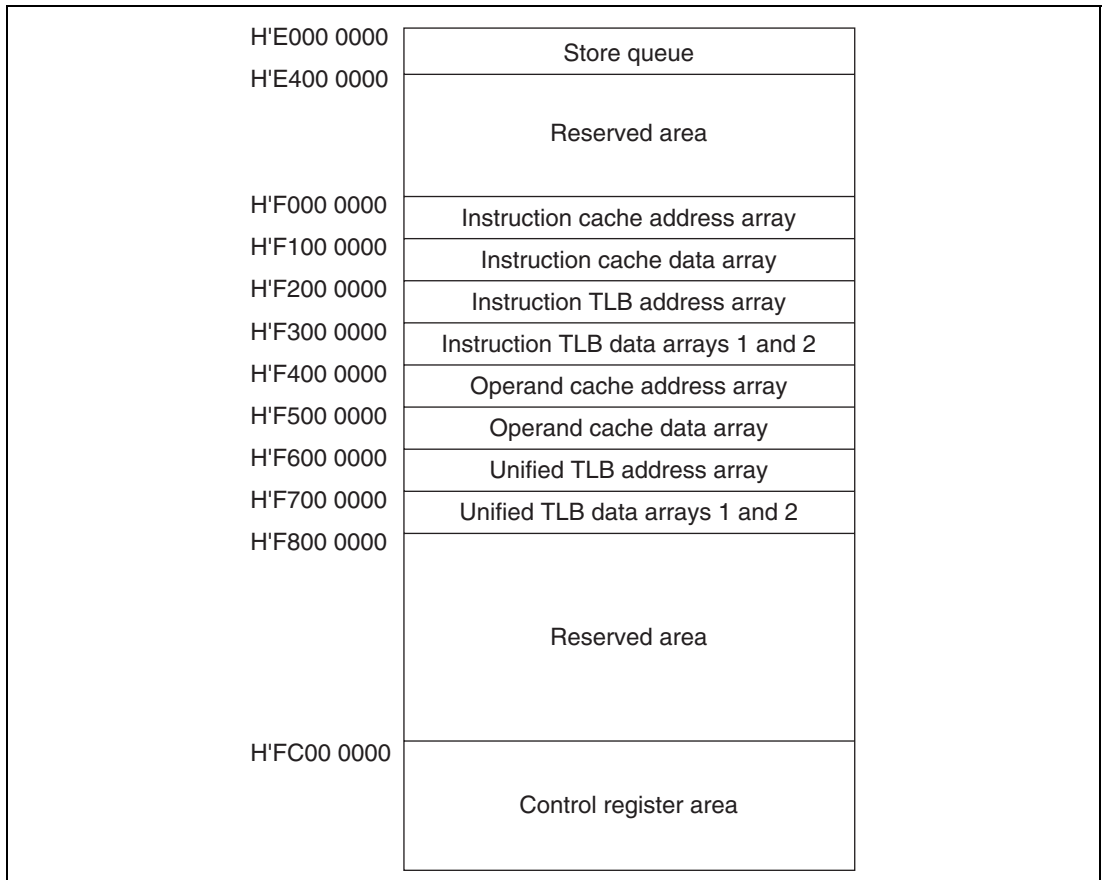 H'E000 0000
Store queue
H'E400 0000
Reserved area
H'F000 0000
Instruction cache address array
H'F100 0000
Instruction cache data array
H'F200 0000
Instruction TLB address array
H'F300 0000
Instruction TLB data arrays 1 and 2
H'F400 0000
Operand cache address array
H'F500 0000
Operand cache data array
H'F600 0000
Unified TLB address array
H'F700 0000
Unified TLB data arrays 1 and 2
H'F800 0000
Reserved area
H'FC00 0000
Control register area